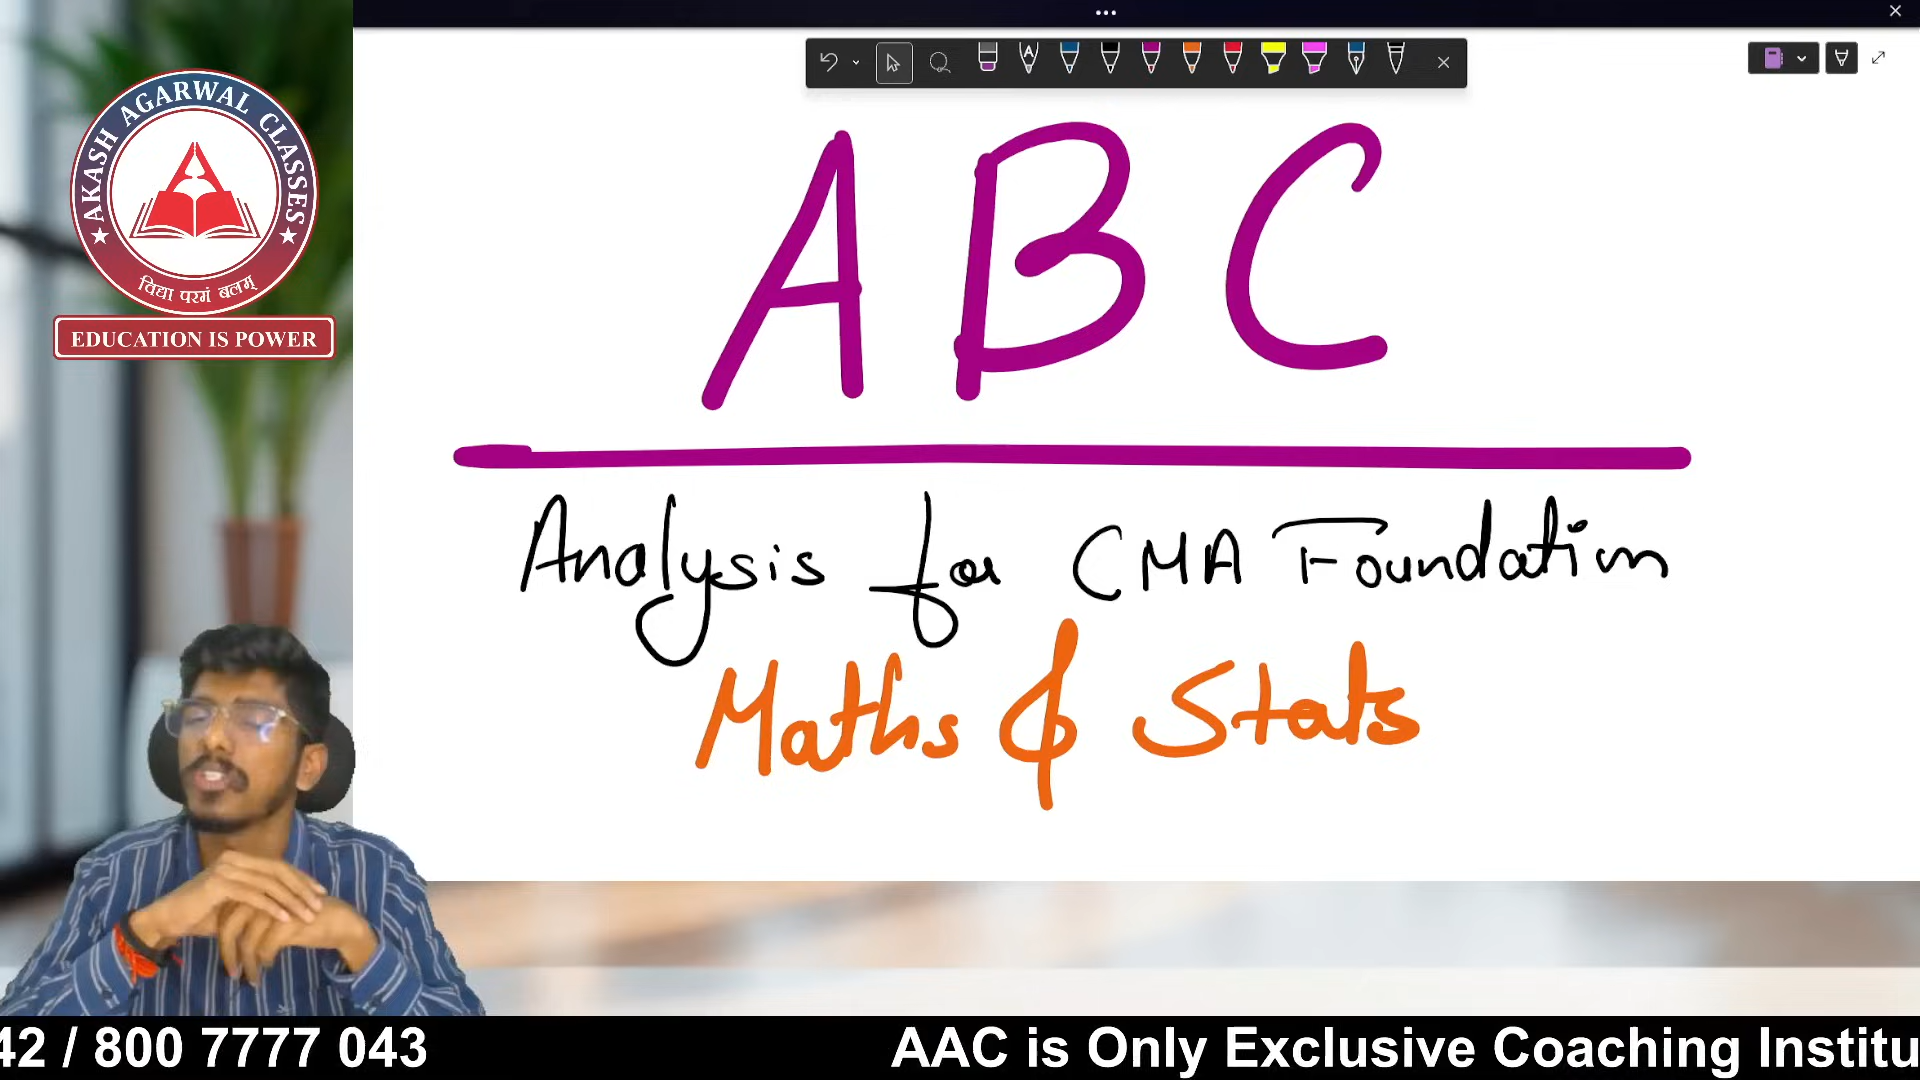 AKASH AGARWAL CLASSES
विद्या परमं बलम्
EDUCATION IS POWER
A B C
Analysis for CMA Foundation
Maths & Stats
42 / 800 7777 043
AAC is Only Exclusive Coaching Institu